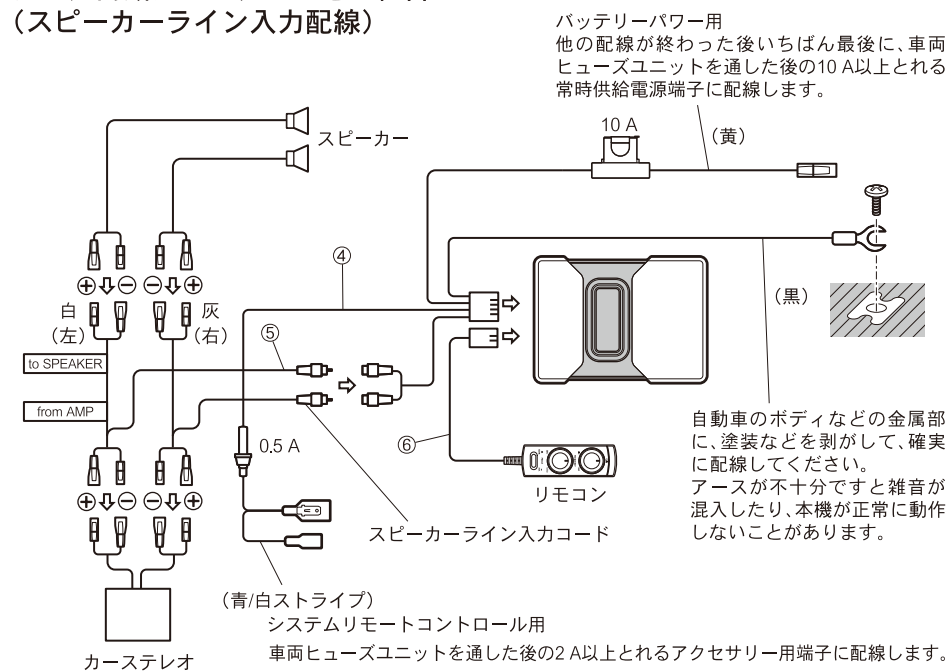 （スピーカーライン入力配線）
バッテリーパワー用
他の配線が終わった後いちばん最後に、車両
ヒューズユニットを通した後の10 A以上とれる
常時供給電源端子に配線します。
スピーカー
10 A
（黄）
④
⊕ ⊖ ⊖ ⊕
白
（左）
灰
（右）
（黒）
⑤
to SPEAKER
from AMP
⑥
0.5 A
リモコン
自動車のボディなどの金属部
に、塗装などを剥がして、確実
に配線してください。
アースが不十分ですと雑音が
混入したり、本機が正常に動作
しないことがあります。
⊕ ⊖ ⊖ ⊕
スピーカーライン入力コード
（青/白ストライプ）
システムリモートコントロール用
車両ヒューズユニットを通した後の2 A以上とれるアクセサリー用端子に配線します。
カーステレオ